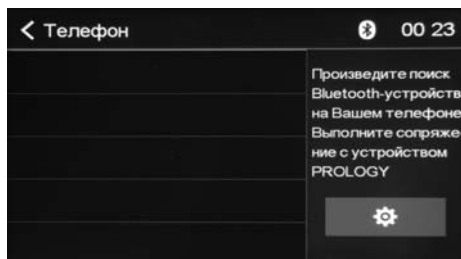 Телефон
00 23
Произведите поиск
Bluetooth-устройств
на Вашем телефоне
Выполните сопряже-
ние с устройством
PROLOGY